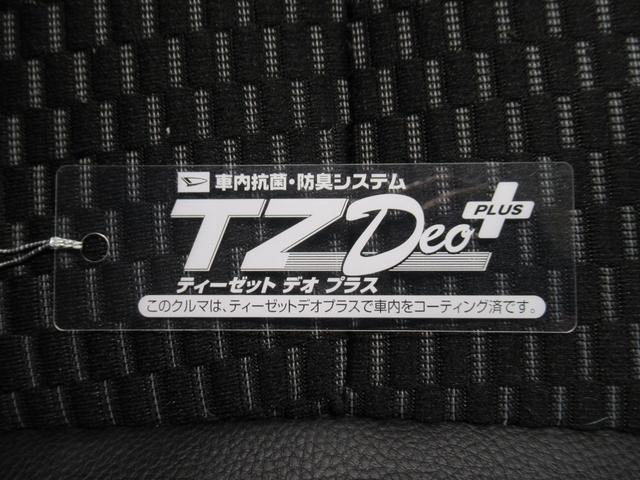 車内抗菌・防臭システム
TZ Deo PLUS
ティーゼット デオ プラス
このクルマは、ティーゼットデオプラスで車内をコーティング済です。